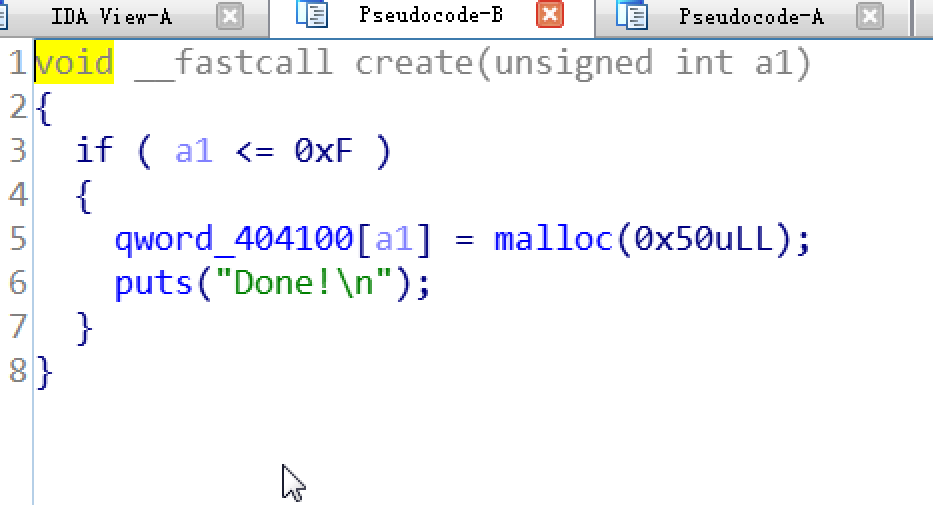 IDA View-A Pseudocode-B Pseudocode-A
1 void __fastcall create(unsigned int a1)
2 {
3   if ( a1 <= 0xF )
4   {
5     qword_404100[a1] = malloc(0x50uLL);
6     puts("Done!\n");
7   }
8 }